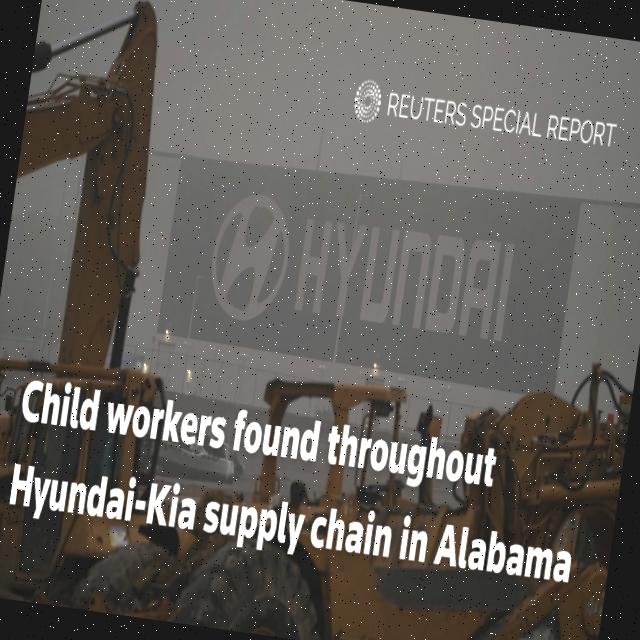 REUTERS SPECIAL REPORT
HYUNDAI
Child workers found throughout
Hyundai-Kia supply chain in Alabama